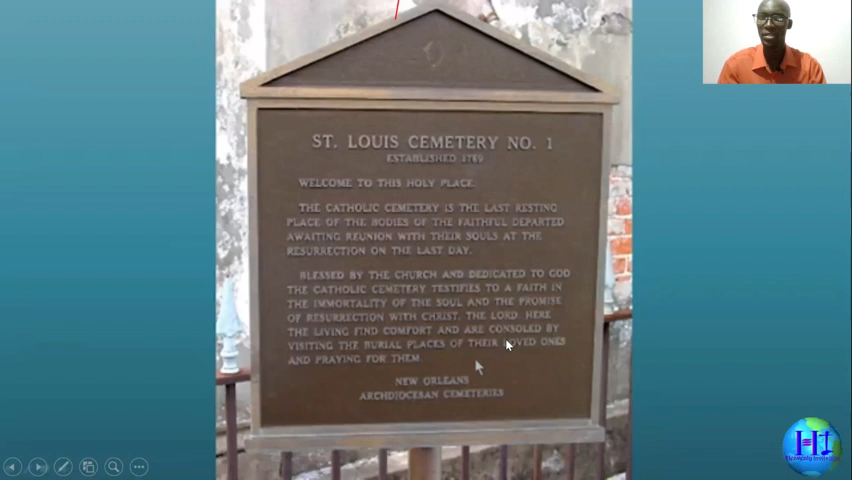 ST. LOUIS CEMETERY NO. 1
ESTABLISHED 1789
WELCOME TO THIS HOLY PLACE.
THE CATHOLIC CEMETERY IS THE LAST RESTING
PLACE OF THE BODIES OF THE FAITHFUL DEPARTED
AWAITING REUNION WITH THEIR SOULS AT THE
RESURRECTION ON THE LAST DAY.
BLESSED BY THE CHURCH AND DEDICATED TO GOD
THE CATHOLIC CEMETERY TESTIFIES TO A FAITH IN
THE IMMORTALITY OF THE SOUL AND THE PROMISE
OF RESURRECTION WITH CHRIST, THE LORD. HERE
THE LIVING FIND COMFORT AND ARE CONSOLED BY
VISITING THE BURIAL PLACES OF THEIR LOVED ONES
AND PRAYING FOR THEM.
NEW ORLEANS
ARCHDIOCESAN CEMETERIES